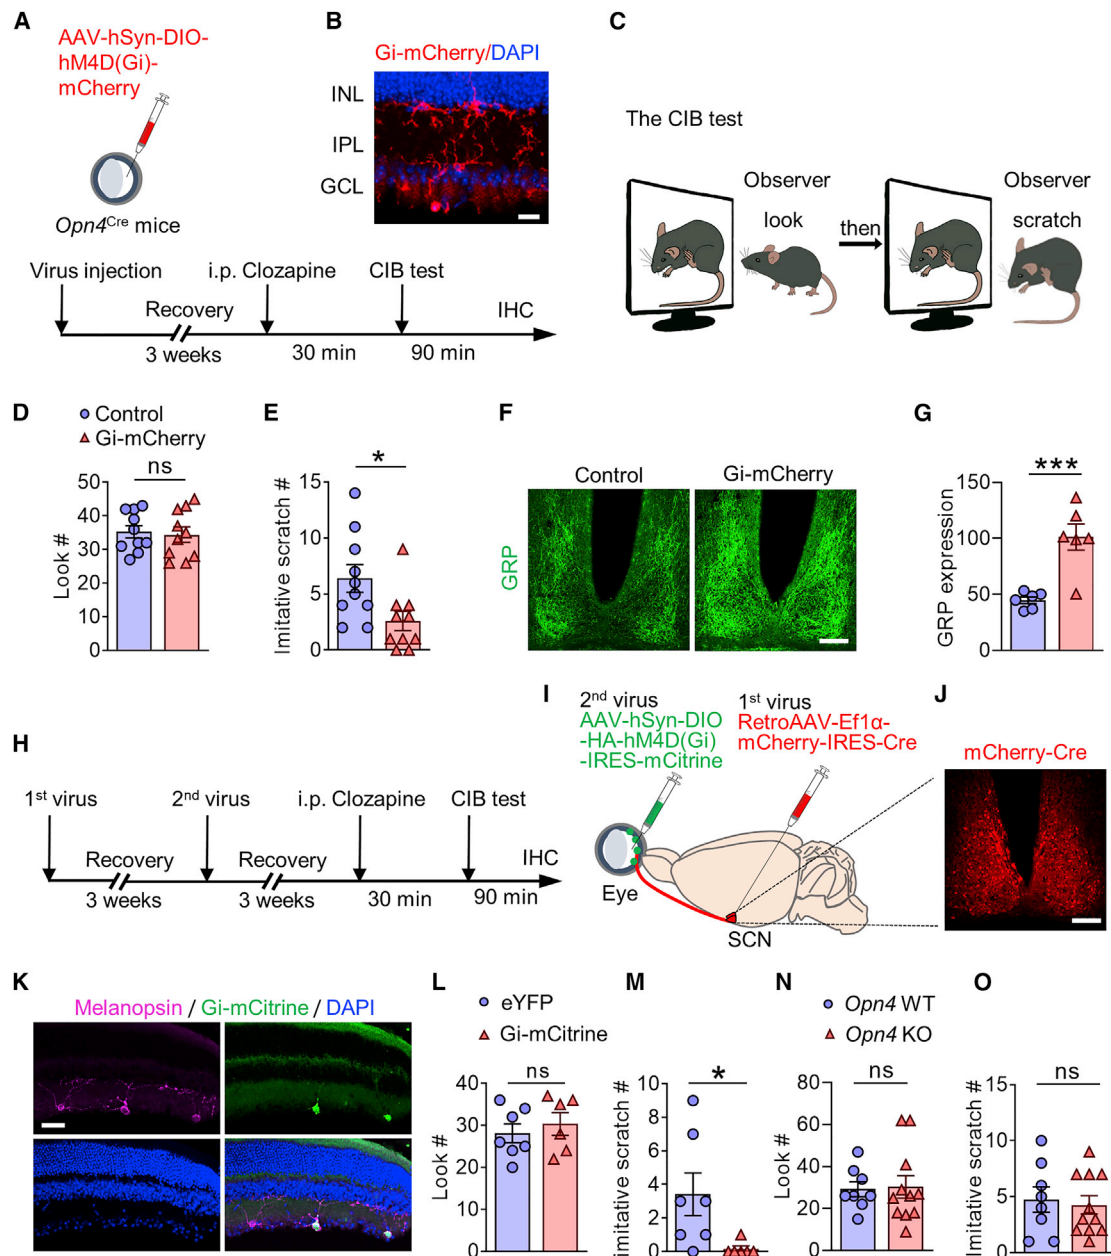 A
AAV-hSyn-DIO-
hM4D(Gi)-
mCherry
Opn4Cre mice
Virus injection
i.p. Clozapine
CIB test
Recovery
IHC
3 weeks
30 min
90 min
B
Gi-mCherry/DAPI
INL
IPL
GCL
C
The CIB test
Observer
look
then
Observer
scratch
D
Control
Gi-mCherry
ns
50
40
30
20
10
0
Look #
E
*
15
10
5
0
Imitative scratch #
F
Control
Gi-mCherry
GRP
G
***
150
100
50
0
GRP expression
H
1st virus
2nd virus
i.p. Clozapine
CIB test
Recovery
Recovery
IHC
3 weeks
3 weeks
30 min
90 min
I
2nd virus
AAV-hSyn-DIO
-HA-hM4D(Gi)
-IRES-mCitrine
1st virus
RetroAAV-Ef1α-
mCherry-IRES-Cre
Eye
SCN
J
mCherry-Cre
K
Melanopsin / Gi-mCitrine / DAPI
L
eYFP
Gi-mCitrine
ns
40
30
20
10
0
Look #
M
*
10
8
6
4
2
0
Imitative scratch #
N
Opn4 WT
Opn4 KO
ns
80
60
40
20
0
Look #
O
ns
15
10
5
0
Imitative scratch #